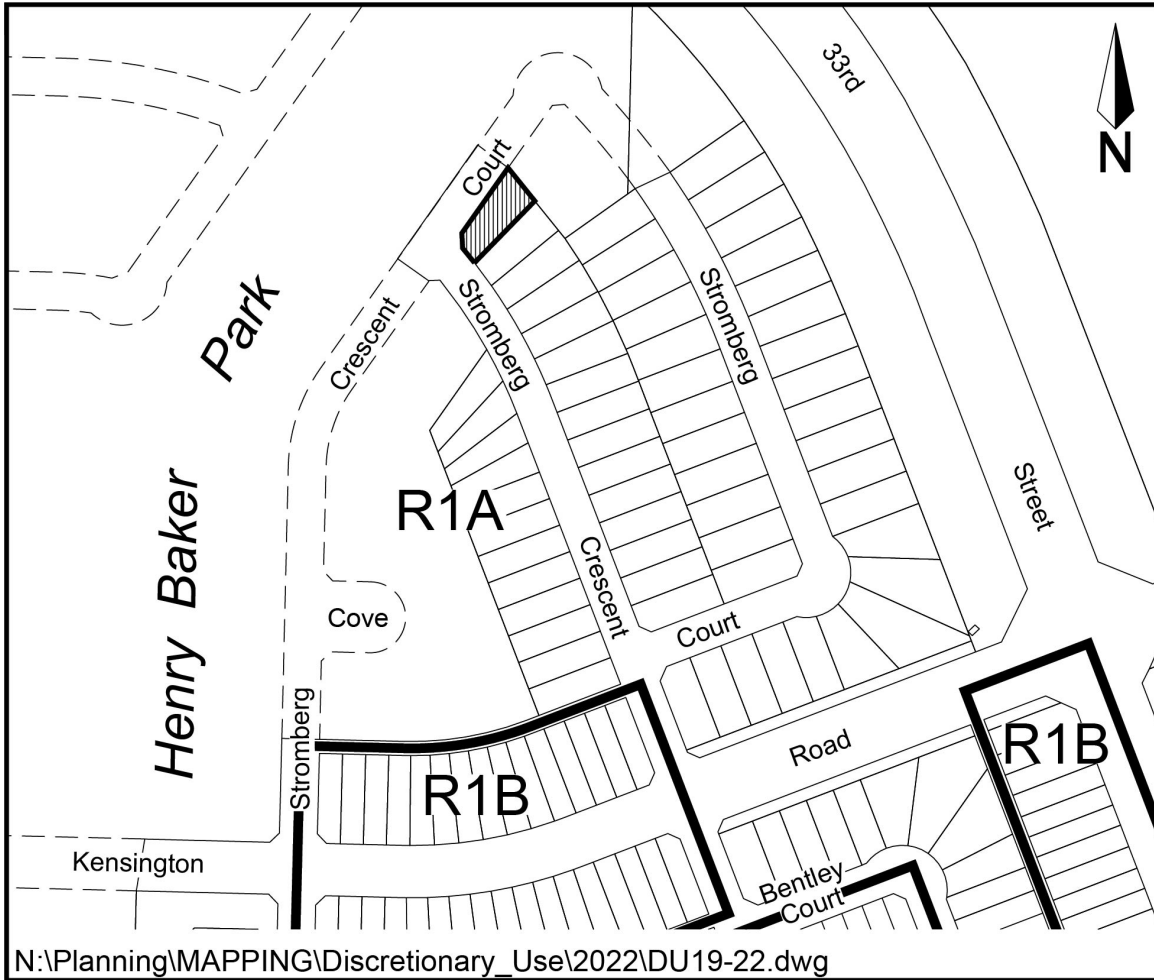 33rd
N
Court
Park
Crescent
Stromberg
Stromberg
R1A
Henry Baker
Street
Crescent
Cove
Court
Stromberg
Road
R1B
R1B
Kensington
Bentley
Court
N:\Planning\MAPPING\Discretionary_Use\2022\DU19-22.dwg